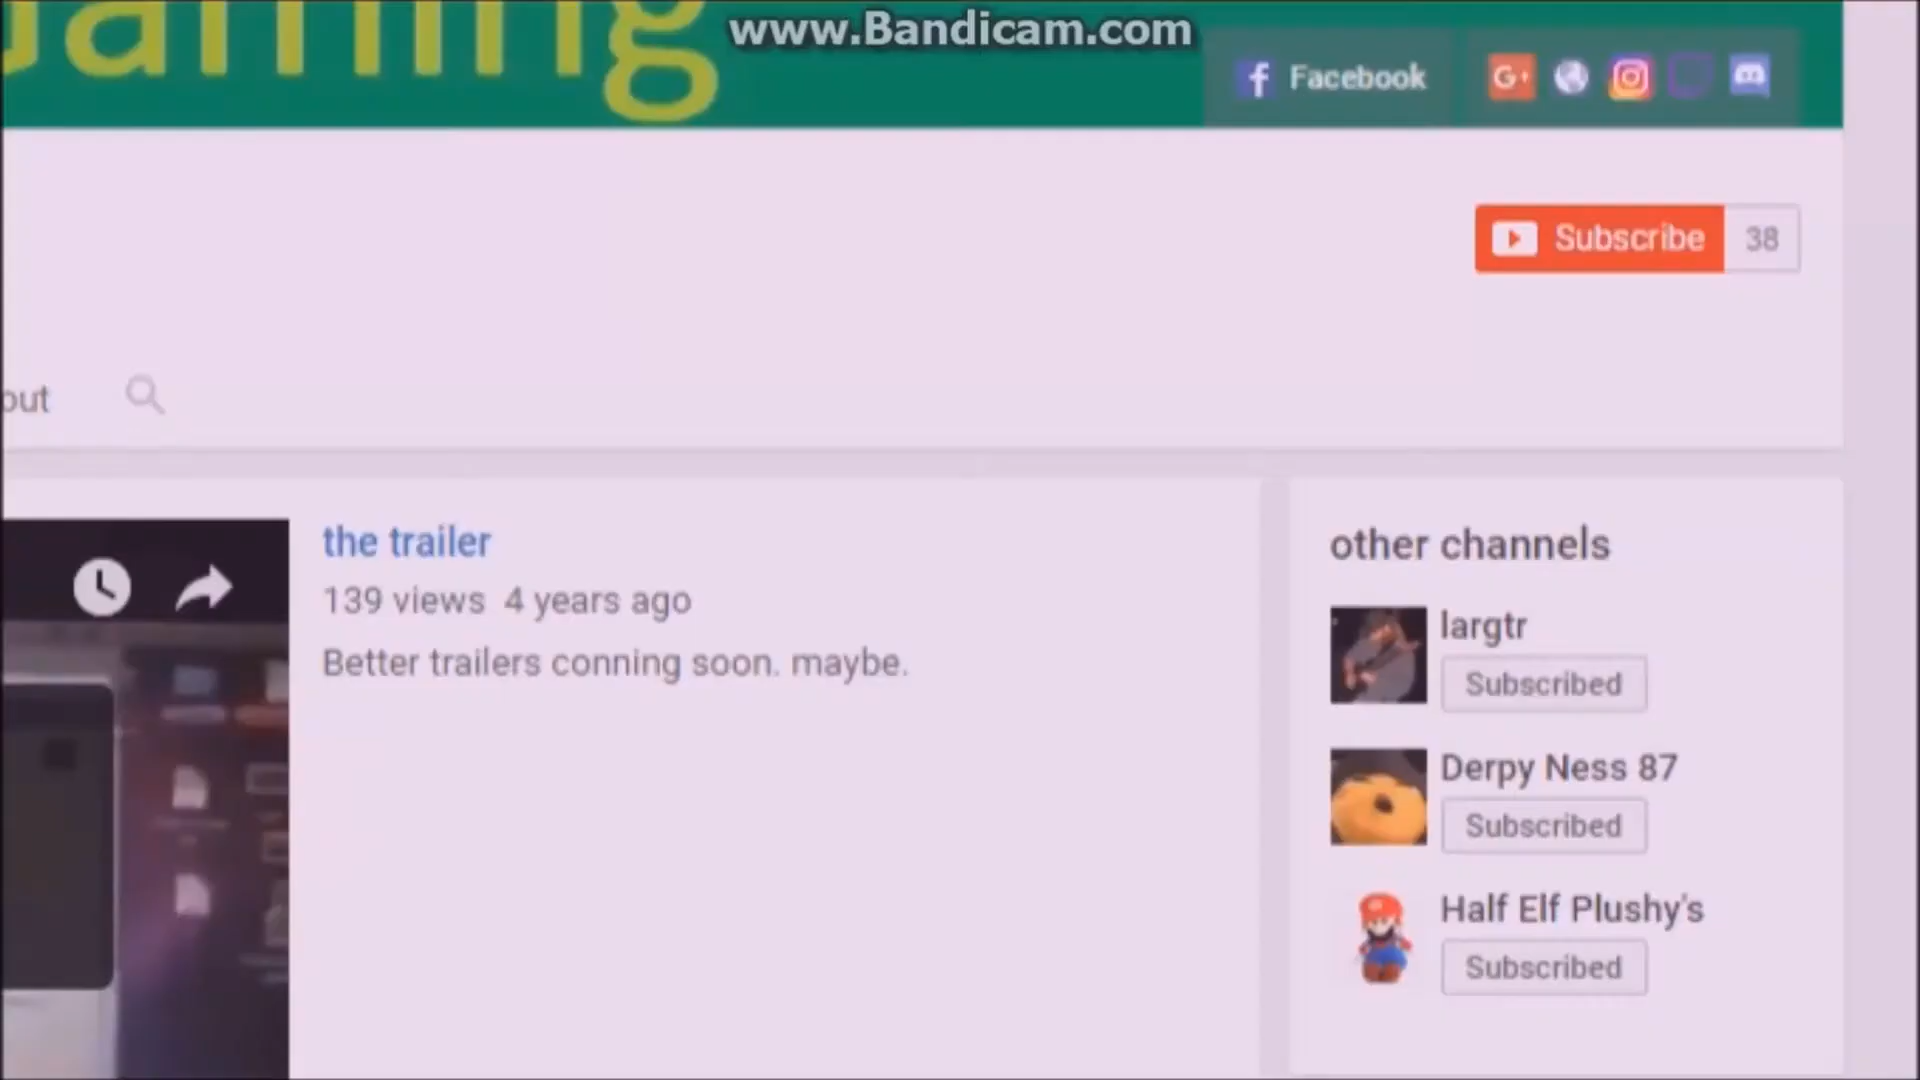 www.Bandicam.com
Gaming
Facebook
G+
Subscribe 38
out
the trailer
139 views 4 years ago
Better trailers conning soon. maybe.
other channels
largtr
Subscribed
Derpy Ness 87
Subscribed
Half Elf Plushy's
Subscribed